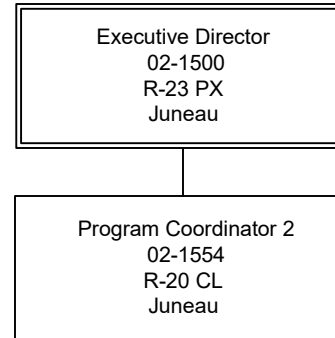 Executive Director
02-1500
R-23 PX
Juneau
Program Coordinator 2
02-1554
R-20 CL
Juneau